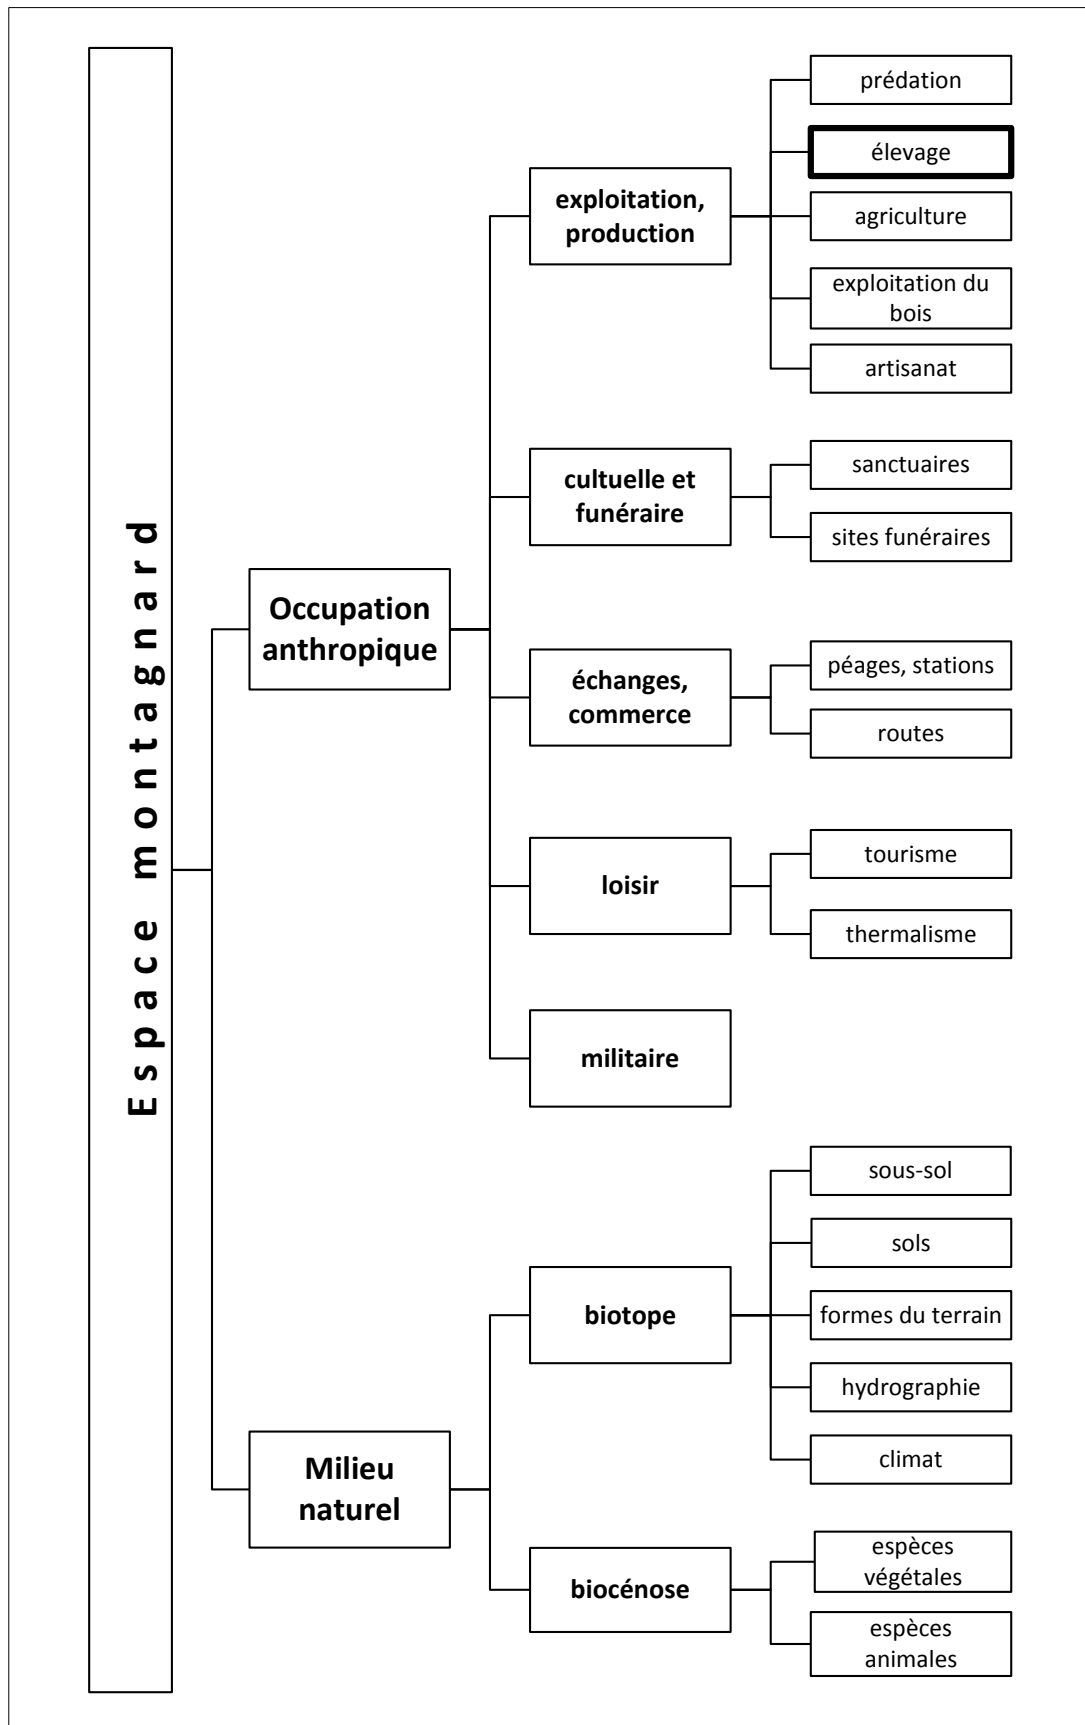 Espace montagnard
Occupation
anthropique
exploitation,
production
prédation
élevage
agriculture
exploitation du
bois
artisanat
cultuelle et
funéraire
sanctuaires
sites funéraires
échanges,
commerce
péages, stations
routes
loisir
tourisme
thermalisme
militaire
Milieu
naturel
biotope
sous-sol
sols
formes du terrain
hydrographie
climat
biocénose
espèces
végétales
espèces
animales